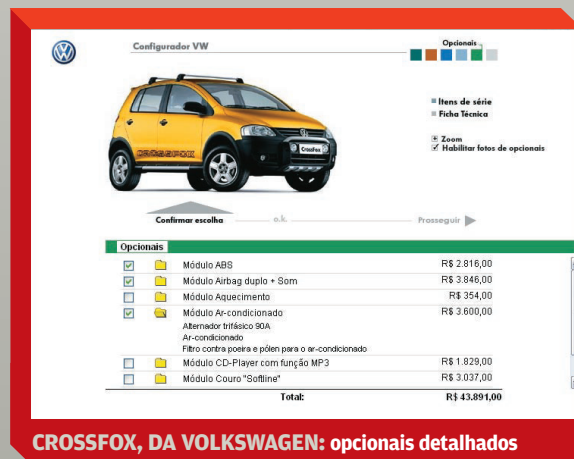 Configurador VW
Opcionais
Itens de série
Ficha Técnica
Zoom
Habilitar fotos de opcionais
CROSSFOX
CrossFox
Confirmar escolha
o.k.
Prosseguir
Opcionais
Módulo ABS R$ 2.816,00
Módulo Airbag duplo + Som R$ 3.846,00
Módulo Aquecimento R$ 354,00
Módulo Ar-condicionado R$ 3.600,00
Alternador trifásico 90A
Ar-condicionado
Filtro contra poeira e pólen para o ar-condicionado
Módulo CD-Player com função MP3 R$ 1.829,00
Módulo Couro "Softline" R$ 3.037,00
Total: R$ 43.891,00
CROSSFOX, DA VOLKSWAGEN: opcionais detalhados